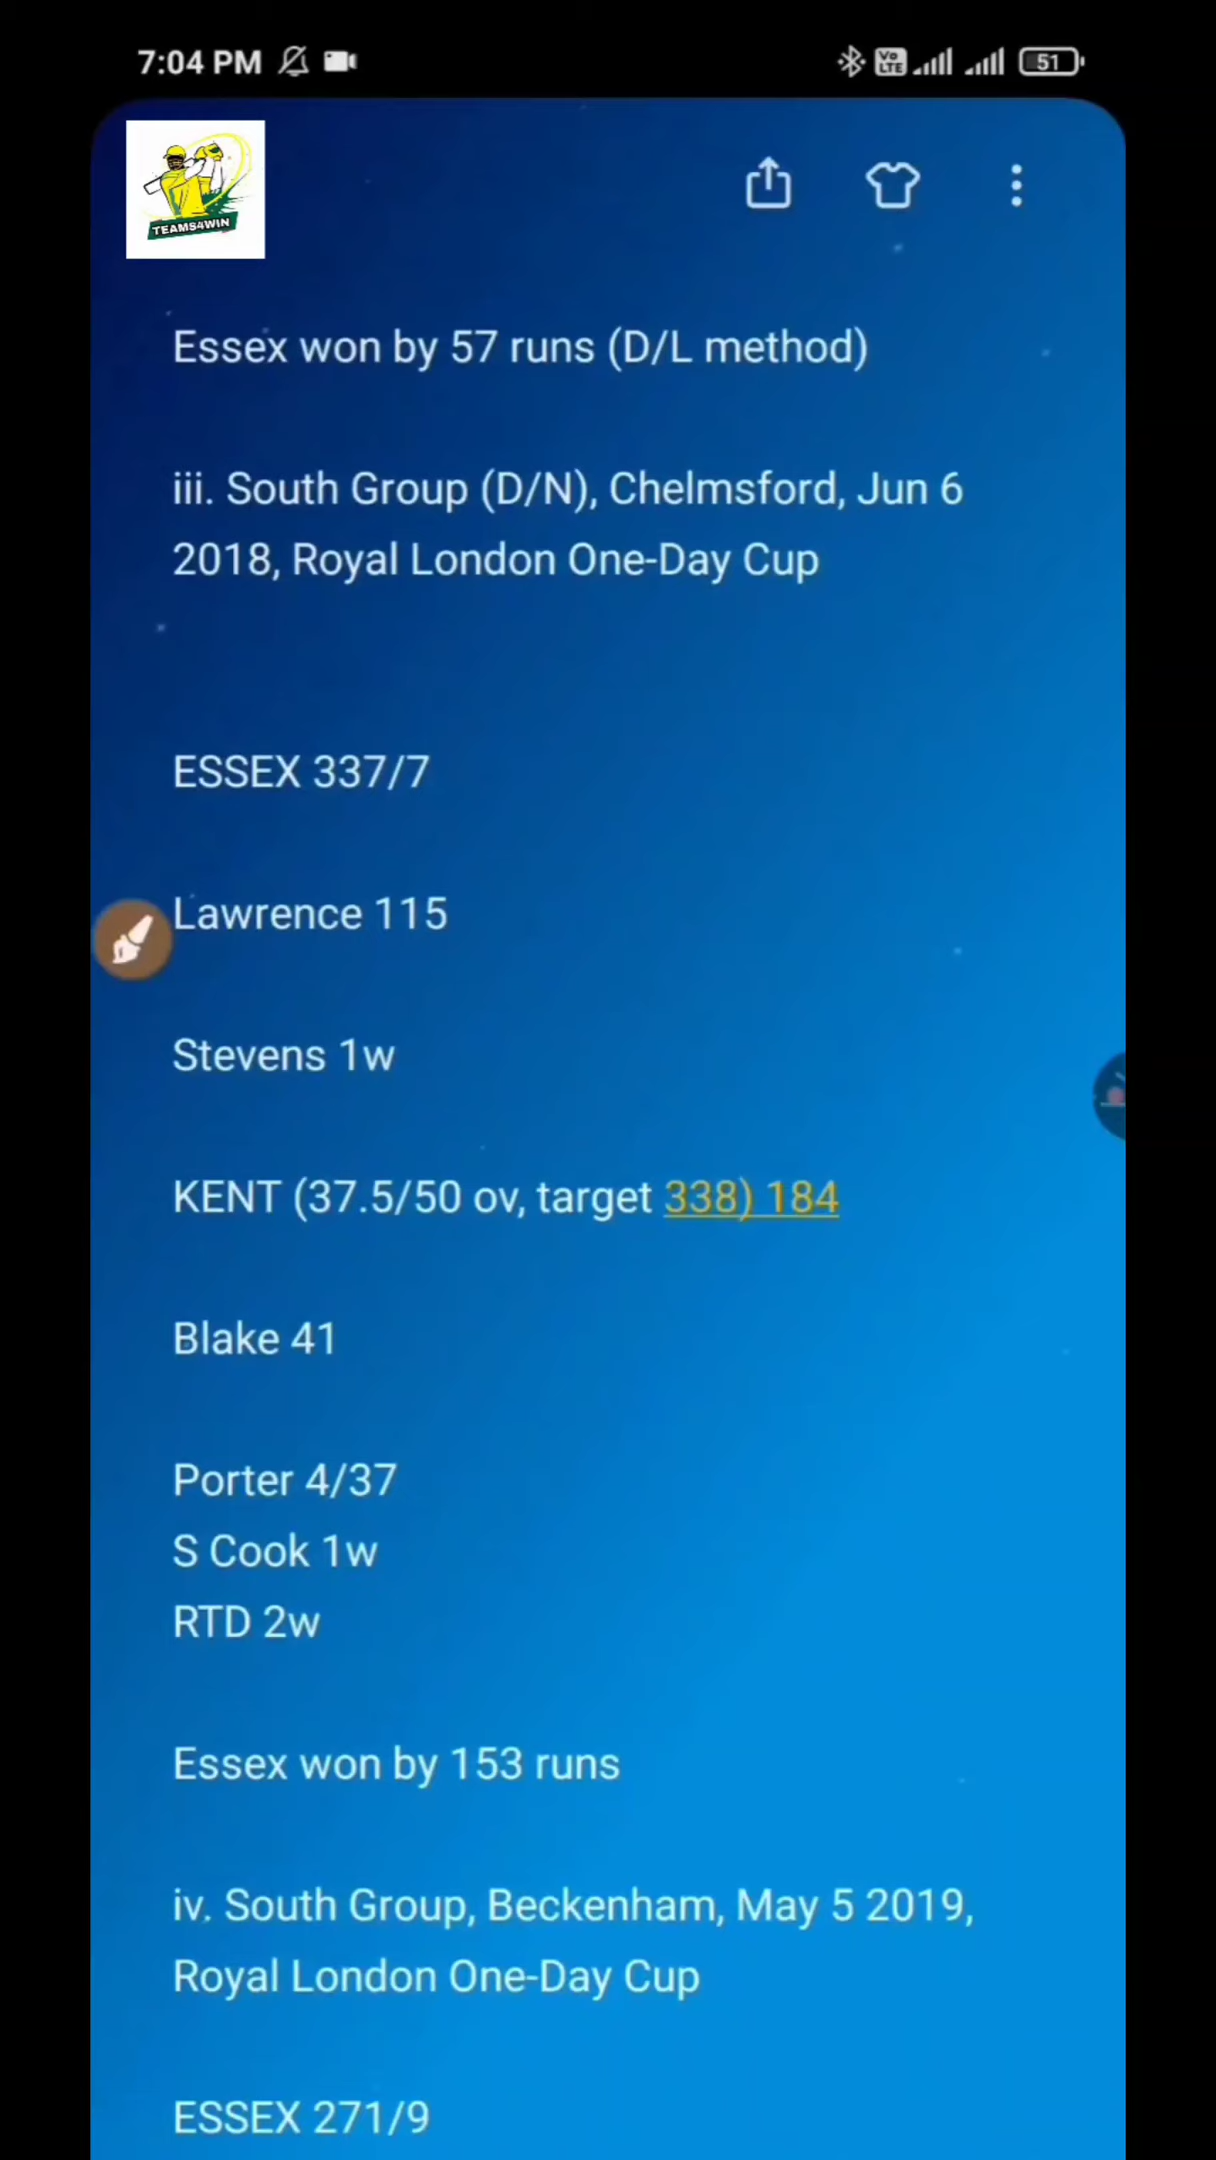 7:04 PM
Vo LTE
51
TEAMS4WIN
Essex won by 57 runs (D/L method)
iii. South Group (D/N), Chelmsford, Jun 6
2018, Royal London One-Day Cup
ESSEX 337/7
Lawrence 115
Stevens 1w
KENT (37.5/50 ov, target 338) 184
Blake 41
Porter 4/37
S Cook 1w
RTD 2w
Essex won by 153 runs
iv. South Group, Beckenham, May 5 2019,
Royal London One-Day Cup
ESSEX 271/9